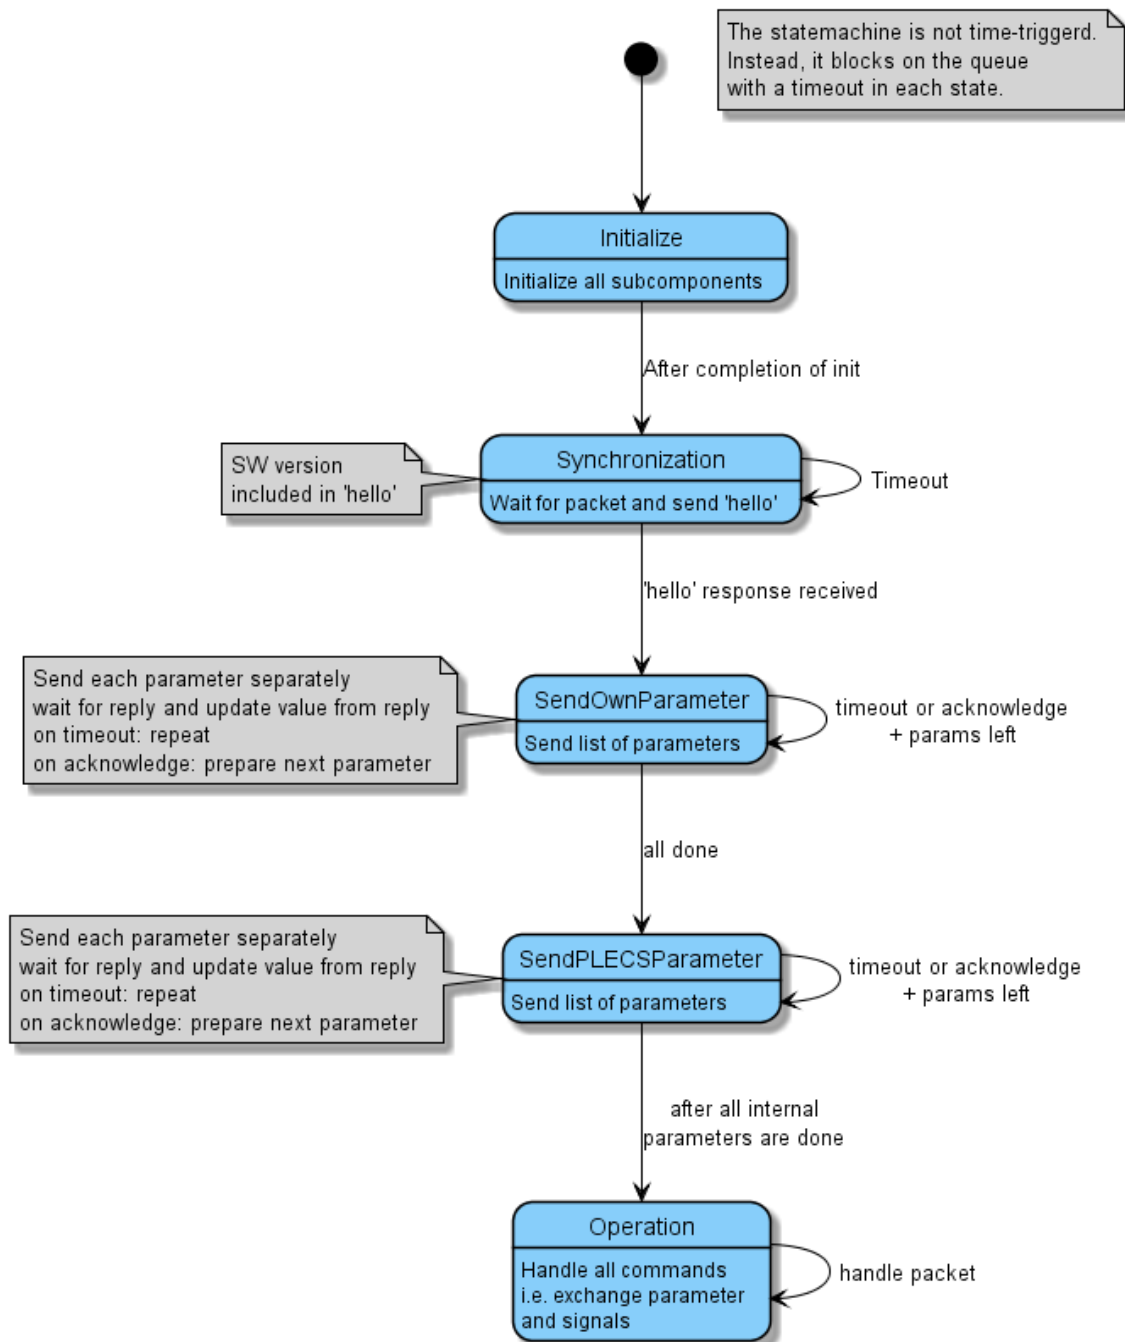 The statemachine is not time-triggerd.
Instead, it blocks on the queue
with a timeout in each state.
Initialize
Initialize all subcomponents
After completion of init
SW version
included in 'hello'
Synchronization
Wait for packet and send 'hello'
Timeout
'hello' response received
Send each parameter separately
wait for reply and update value from reply
on timeout: repeat
on acknowledge: prepare next parameter
SendOwnParameter
Send list of parameters
timeout or acknowledge
+ params left
all done
Send each parameter separately
wait for reply and update value from reply
on timeout: repeat
on acknowledge: prepare next parameter
SendPLECSParameter
Send list of parameters
timeout or acknowledge
+ params left
after all internal
parameters are done
Operation
Handle all commands
i.e. exchange parameter
and signals
handle packet